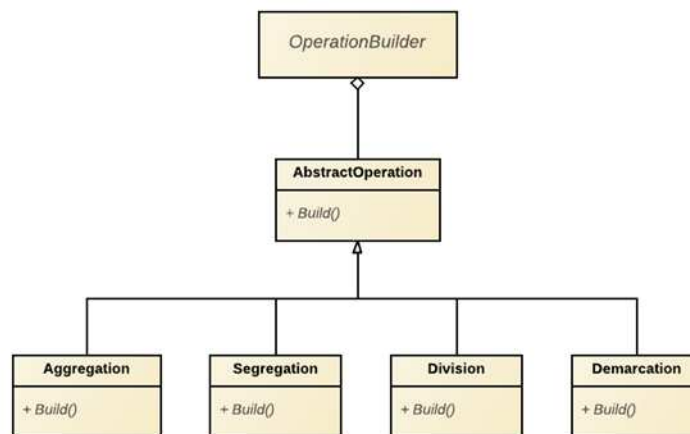 OperationBuilder
AbstractOperation
+ Build()
Aggregation
Segregation
Division
Demarcation
+ Build()
+ Build()
+ Build()
+ Build()